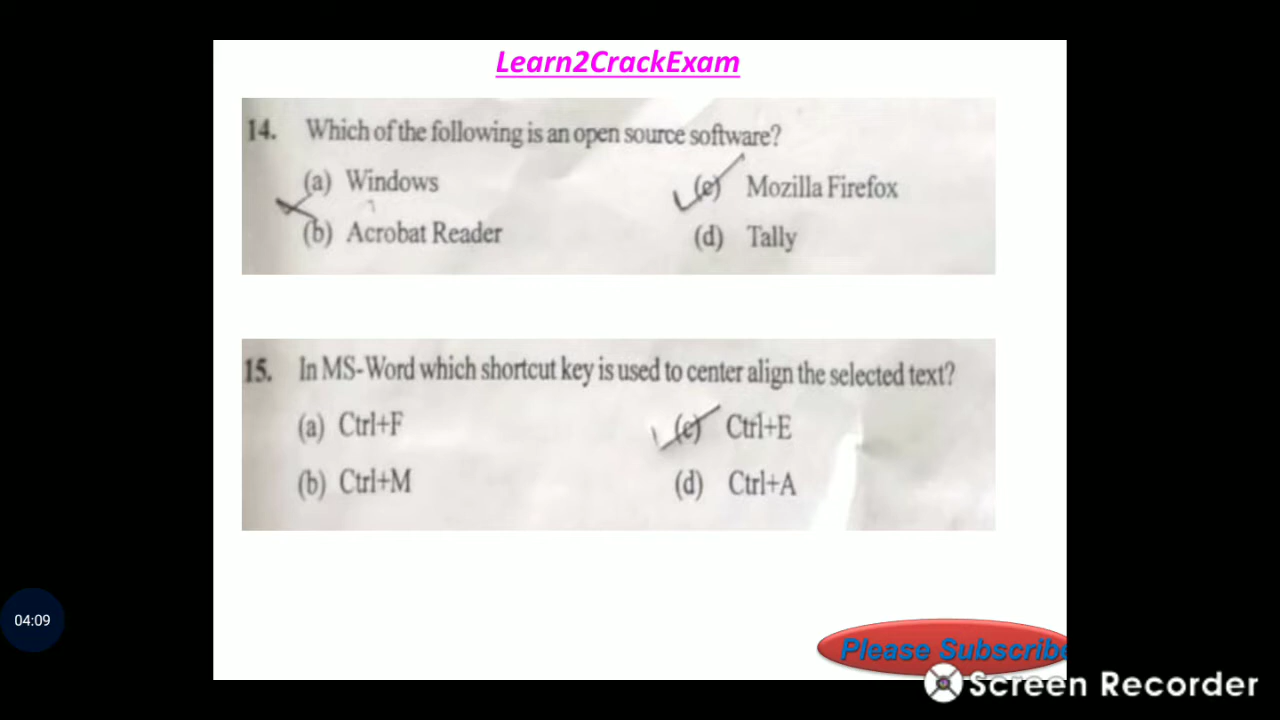 Learn2CrackExam
14. Which of the following is an open source software?
(a) Windows (c) Mozilla Firefox
(b) Acrobat Reader (d) Tally
15. In MS-Word which shortcut key is used to center align the selected text?
(a) Ctrl+F (c) Ctrl+E
(b) Ctrl+M (d) Ctrl+A
04:09
Please Subscribe
Screen Recorder